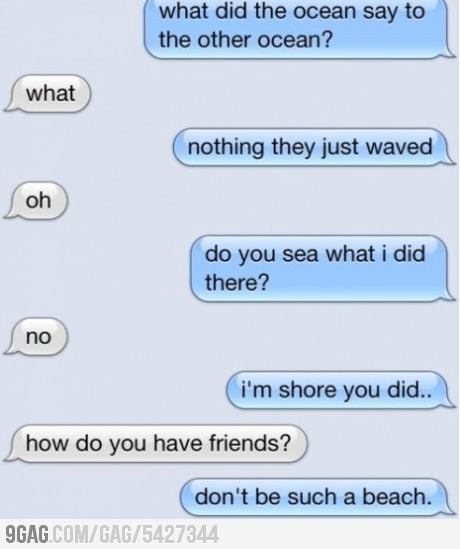 what did the ocean say to
the other ocean?
what
nothing they just waved
oh
do you sea what i did
there?
no
i'm shore you did..
how do you have friends?
don't be such a beach.
9GAG.COM/GAG/5427344